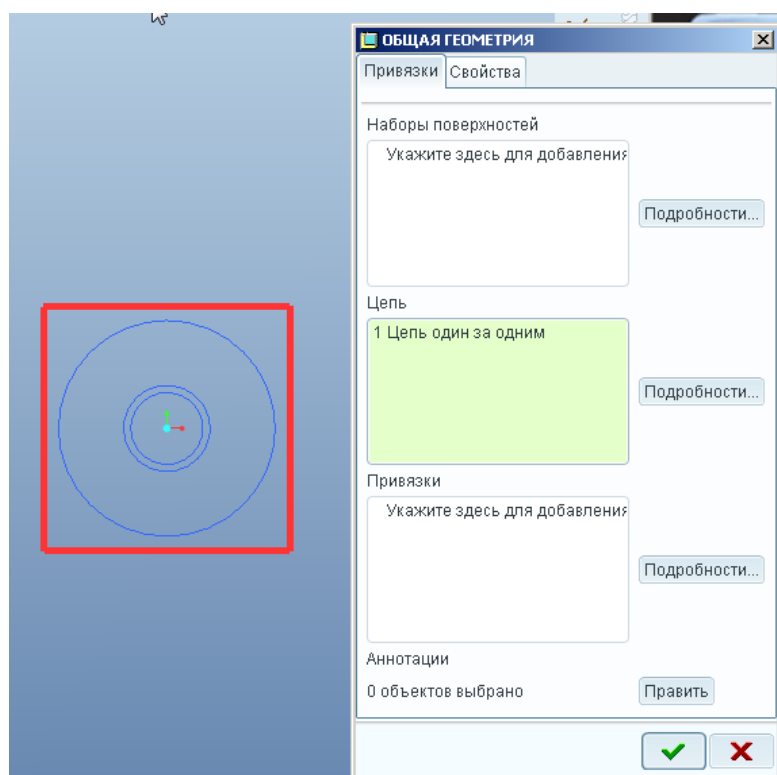 ОБЩАЯ ГЕОМЕТРИЯ
Привязки Свойства
Наборы поверхностей
Укажите здесь для добавления
Подробности...
Цепь
1 Цепь один за одним
Подробности...
Привязки
Укажите здесь для добавления
Подробности...
Аннотации
0 объектов выбрано Править